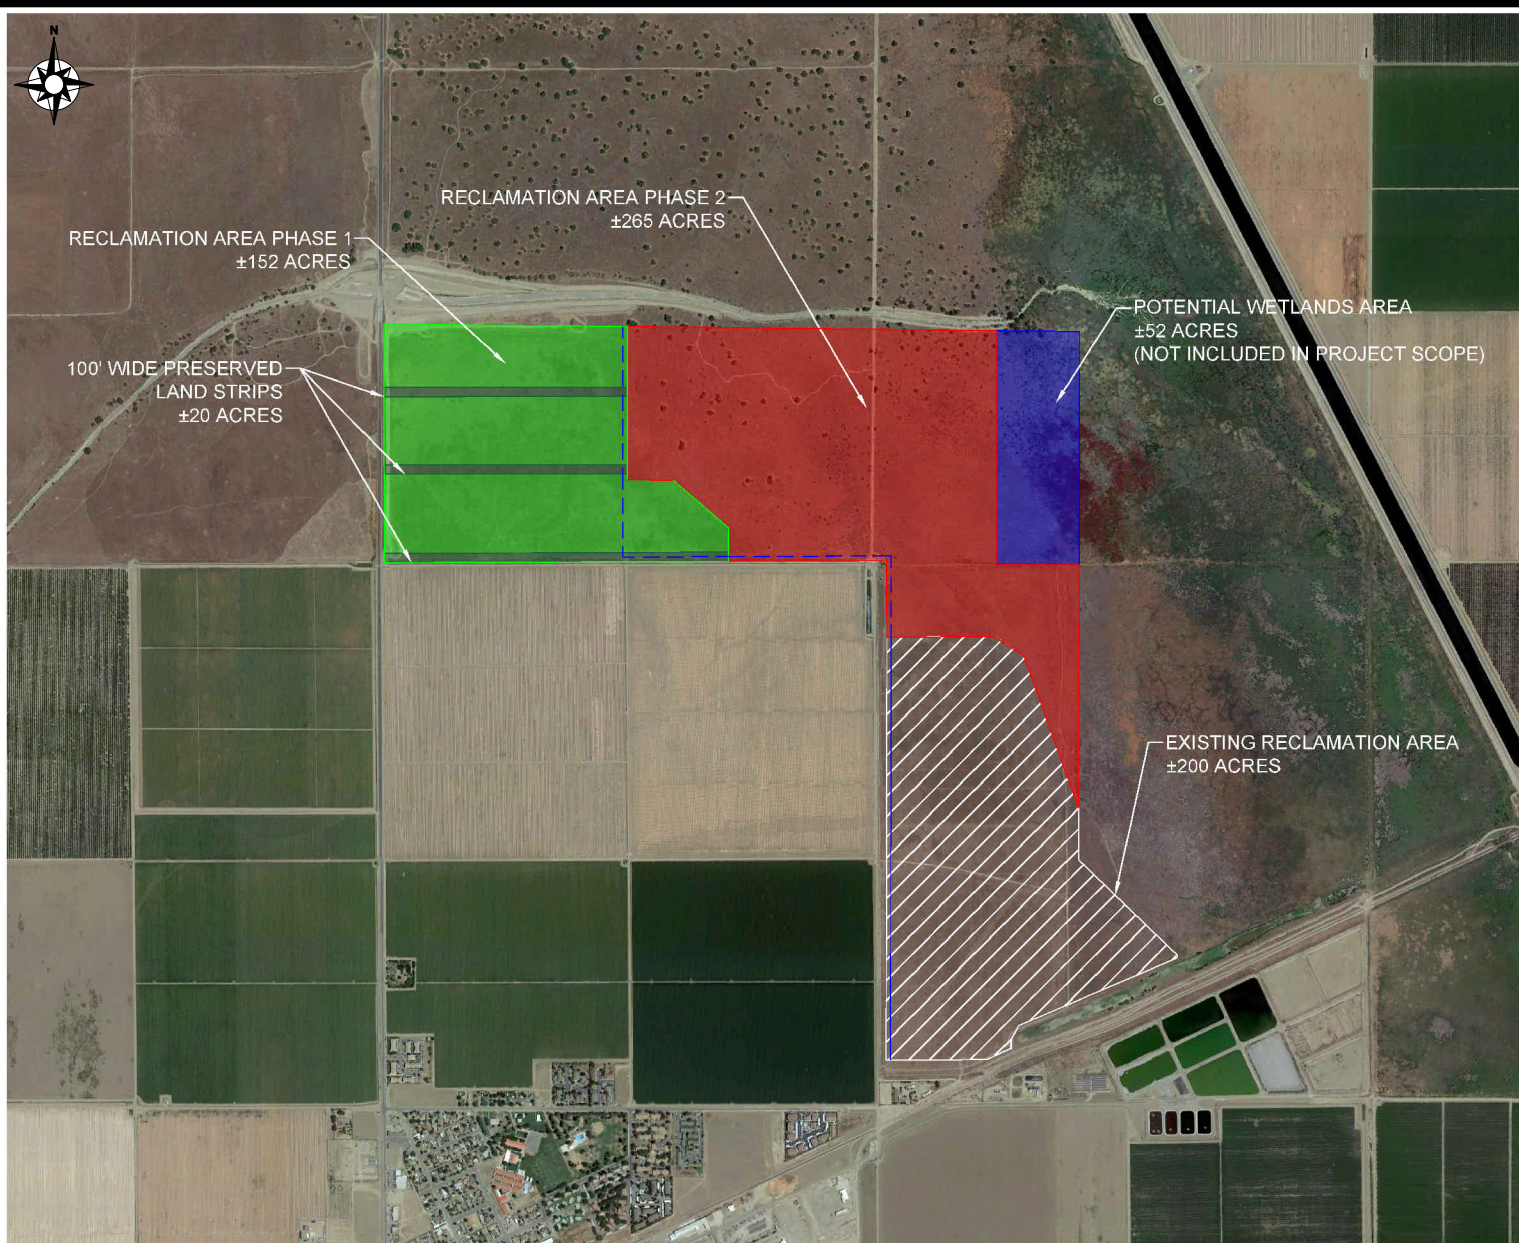 N
RECLAMATION AREA PHASE 2
±265 ACRES
RECLAMATION AREA PHASE 1
±152 ACRES
POTENTIAL WETLANDS AREA
±52 ACRES
(NOT INCLUDED IN PROJECT SCOPE)
100' WIDE PRESERVED
LAND STRIPS
±20 ACRES
EXISTING RECLAMATION AREA
±200 ACRES